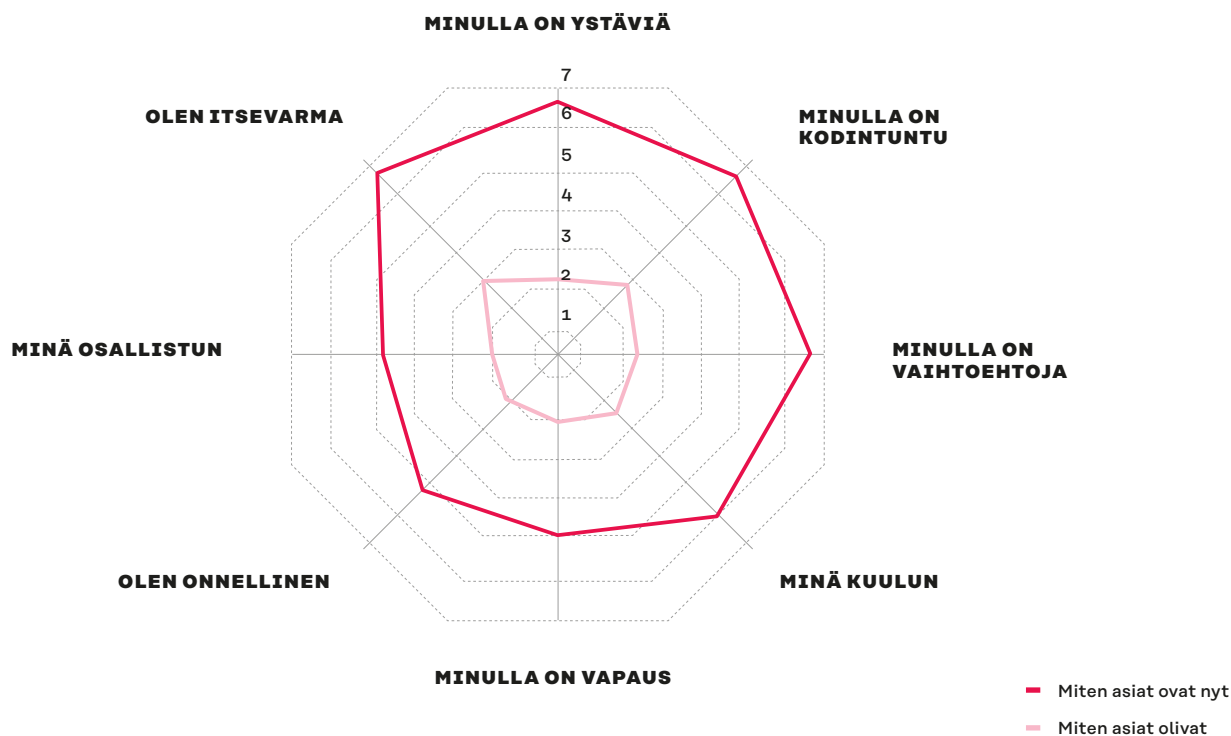 MINULLA ON YSTÄVIÄ
OLEN ITSEVARMA
MINULLA ON
KODINTUNTU
7
6
5
4
3
2
1
MINÄ OSALLISTUN
MINULLA ON
VAIHTOEHTOJA
OLEN ONNELLINEN
MINÄ KUULUN
MINULLA ON VAPAUS
Miten asiat ovat nyt
Miten asiat olivat